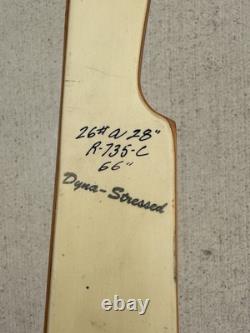 26# @ 28"
R-735-C
66"
Dyna-Stressed